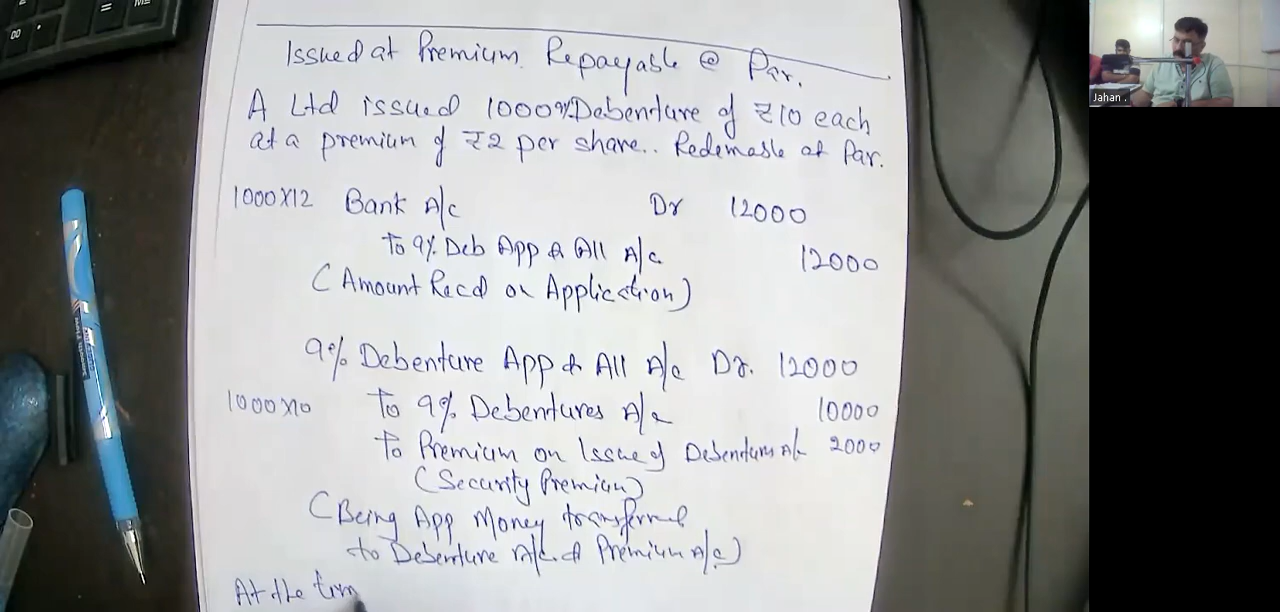 Issued at Premium. Repayable @ Par.
A Ltd issued 1000 9% Debenture of ₹10 each
at a premium of ₹2 per share.. Redemable at Par.
1000X12 Bank A/c Dr 12000
To 9% Deb App & All A/c. 12000
(Amount Recd on Application)
9% Debenture App & All A/c Dr. 12000
1000X10 To 9% Debentures A/c 10000
To Premium on Issue of Debenture A/c 2000
(Security Premium)
(Being App Money transferred
to Debenture A/c. & Premium A/c)
At the tim
Jahan .